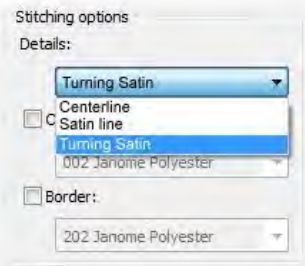 Stitching options
Details:
Turning Satin
Centerline
Satin line
Turning Satin
002 Janome Polyester
Border:
202 Janome Polyester